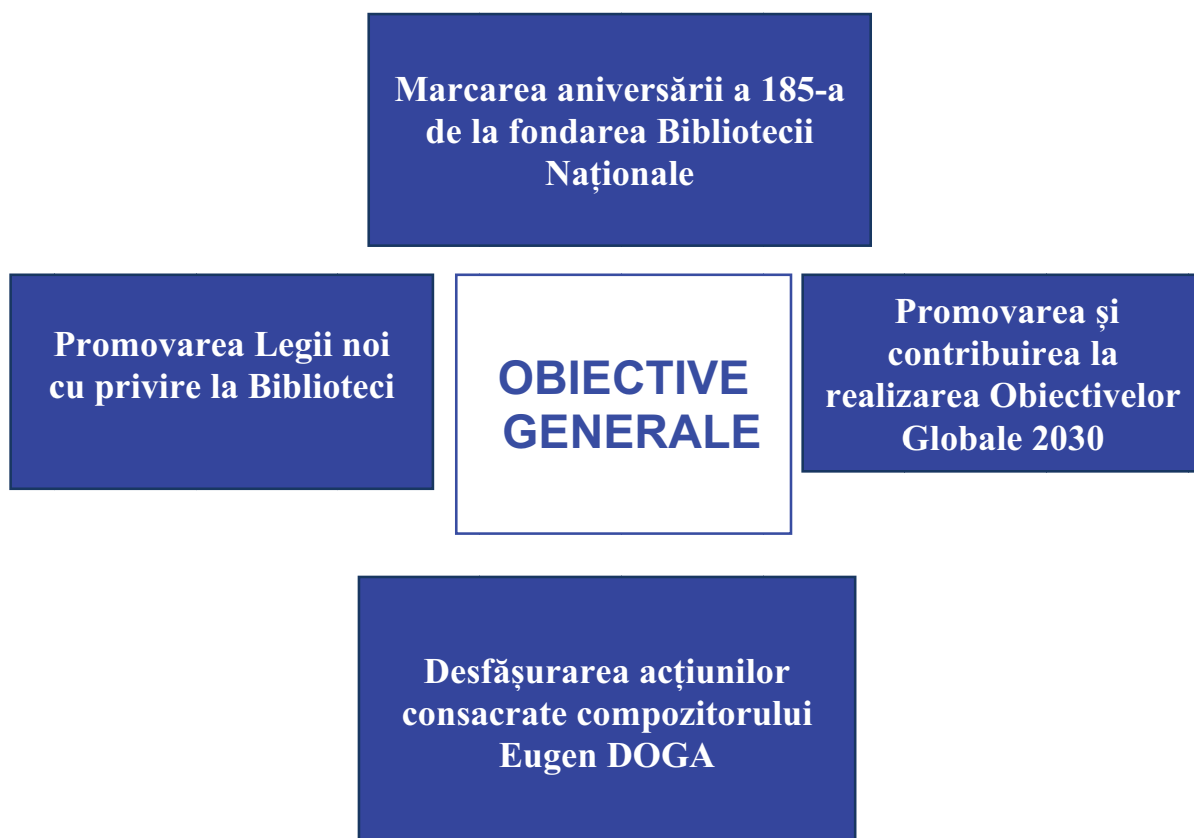 Marcarea aniversării a 185-a
de la fondarea Bibliotecii
Naționale
Promovarea Legii noi
cu privire la Biblioteci
OBIECTIVE
GENERALE
Promovarea și
contribuirea la
realizarea Obiectivelor
Globale 2030
Desfășurarea acțiunilor
consacrate compozitorului
Eugen DOGA